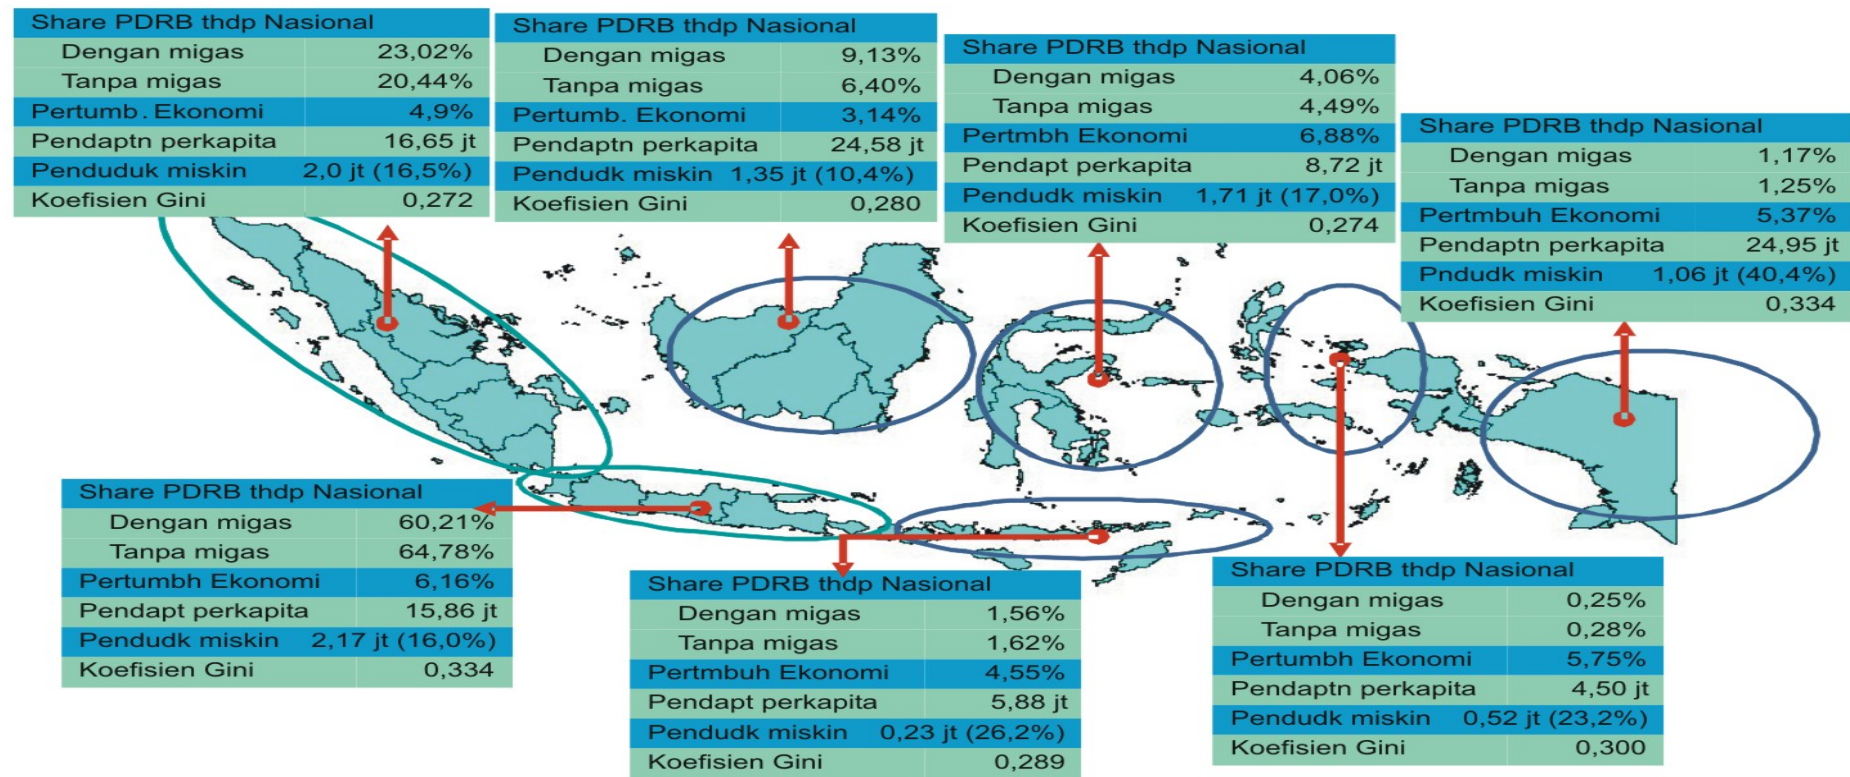 Share PDRB thdp Nasional
Dengan migas 23,02%
Tanpa migas 20,44%
Pertumb. Ekonomi 4,9%
Pendaptn perkapita 16,65 jt
Penduduk miskin 2,0 jt (16,5%)
Koefisien Gini 0,272
Share PDRB thdp Nasional
Dengan migas 9,13%
Tanpa migas 6,40%
Pertumb. Ekonomi 3,14%
Pendaptn perkapita 24,58 jt
Pendudk miskin 1,35 jt (10,4%)
Koefisien Gini 0,280
Share PDRB thdp Nasional
Dengan migas 4,06%
Tanpa migas 4,49%
Pertmbh Ekonomi 6,88%
Pendapt perkapita 8,72 jt
Pendudk miskin 1,71 jt (17,0%)
Koefisien Gini 0,274
Share PDRB thdp Nasional
Dengan migas 1,17%
Tanpa migas 1,25%
Pertmbuh Ekonomi 5,37%
Pendaptn perkapita 24,95 jt
Pndudk miskin 1,06 jt (40,4%)
Koefisien Gini 0,334
Share PDRB thdp Nasional
Dengan migas 60,21%
Tanpa migas 64,78%
Pertumbh Ekonomi 6,16%
Pendapt perkapita 15,86 jt
Pendudk miskin 2,17 jt (16,0%)
Koefisien Gini 0,334
Share PDRB thdp Nasional
Dengan migas 1,56%
Tanpa migas 1,62%
Pertmbuh Ekonomi 4,55%
Pendapt perkapita 5,88 jt
Pendudk miskin 0,23 jt (26,2%)
Koefisien Gini 0,289
Share PDRB thdp Nasional
Dengan migas 0,25%
Tanpa migas 0,28%
Pertumbh Ekonomi 5,75%
Pendaptn perkapita 4,50 jt
Pendudk miskin 0,52 jt (23,2%)
Koefisien Gini 0,300